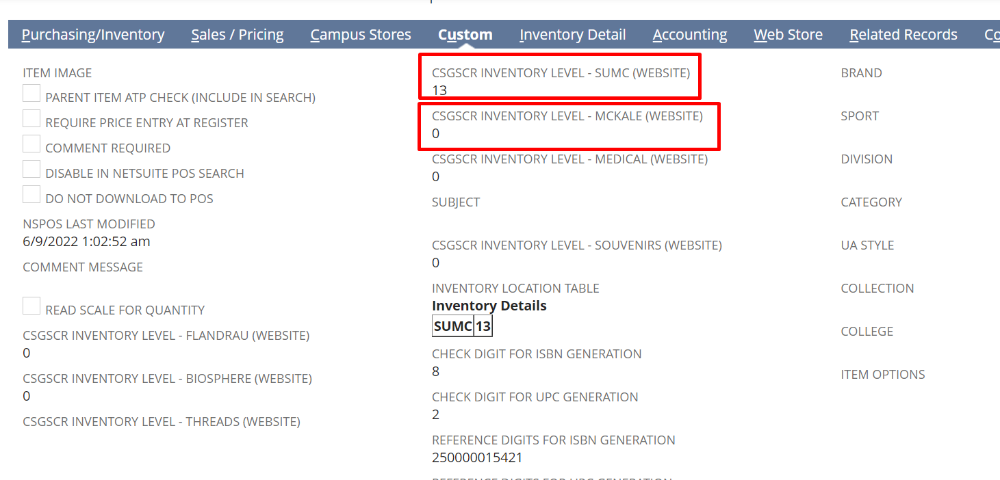 Purchasing/Inventory Sales / Pricing Campus Stores Custom Inventory Detail Accounting Web Store Related Records Co
ITEM IMAGE
PARENT ITEM ATP CHECK (INCLUDE IN SEARCH)
REQUIRE PRICE ENTRY AT REGISTER
COMMENT REQUIRED
DISABLE IN NETSUITE POS SEARCH
DO NOT DOWNLOAD TO POS
NSPOS LAST MODIFIED
6/9/2022 1:02:52 am
COMMENT MESSAGE
READ SCALE FOR QUANTITY
CSGSCR INVENTORY LEVEL - FLANDRAU (WEBSITE)
0
CSGSCR INVENTORY LEVEL - BIOSPHERE (WEBSITE)
0
CSGSCR INVENTORY LEVEL - THREADS (WEBSITE)
CSGSCR INVENTORY LEVEL - SUMC (WEBSITE)
13
CSGSCR INVENTORY LEVEL - MCKALE (WEBSITE)
0
CSGSCR INVENTORY LEVEL - MEDICAL (WEBSITE)
0
SUBJECT
CSGSCR INVENTORY LEVEL - SOUVENIRS (WEBSITE)
0
INVENTORY LOCATION TABLE
Inventory Details
SUMC 13
CHECK DIGIT FOR ISBN GENERATION
8
CHECK DIGIT FOR UPC GENERATION
2
REFERENCE DIGITS FOR ISBN GENERATION
250000015421
REFERENCE DIGITS FOR UPC GENERATION
BRAND
SPORT
DIVISION
CATEGORY
UA STYLE
COLLECTION
COLLEGE
ITEM OPTIONS